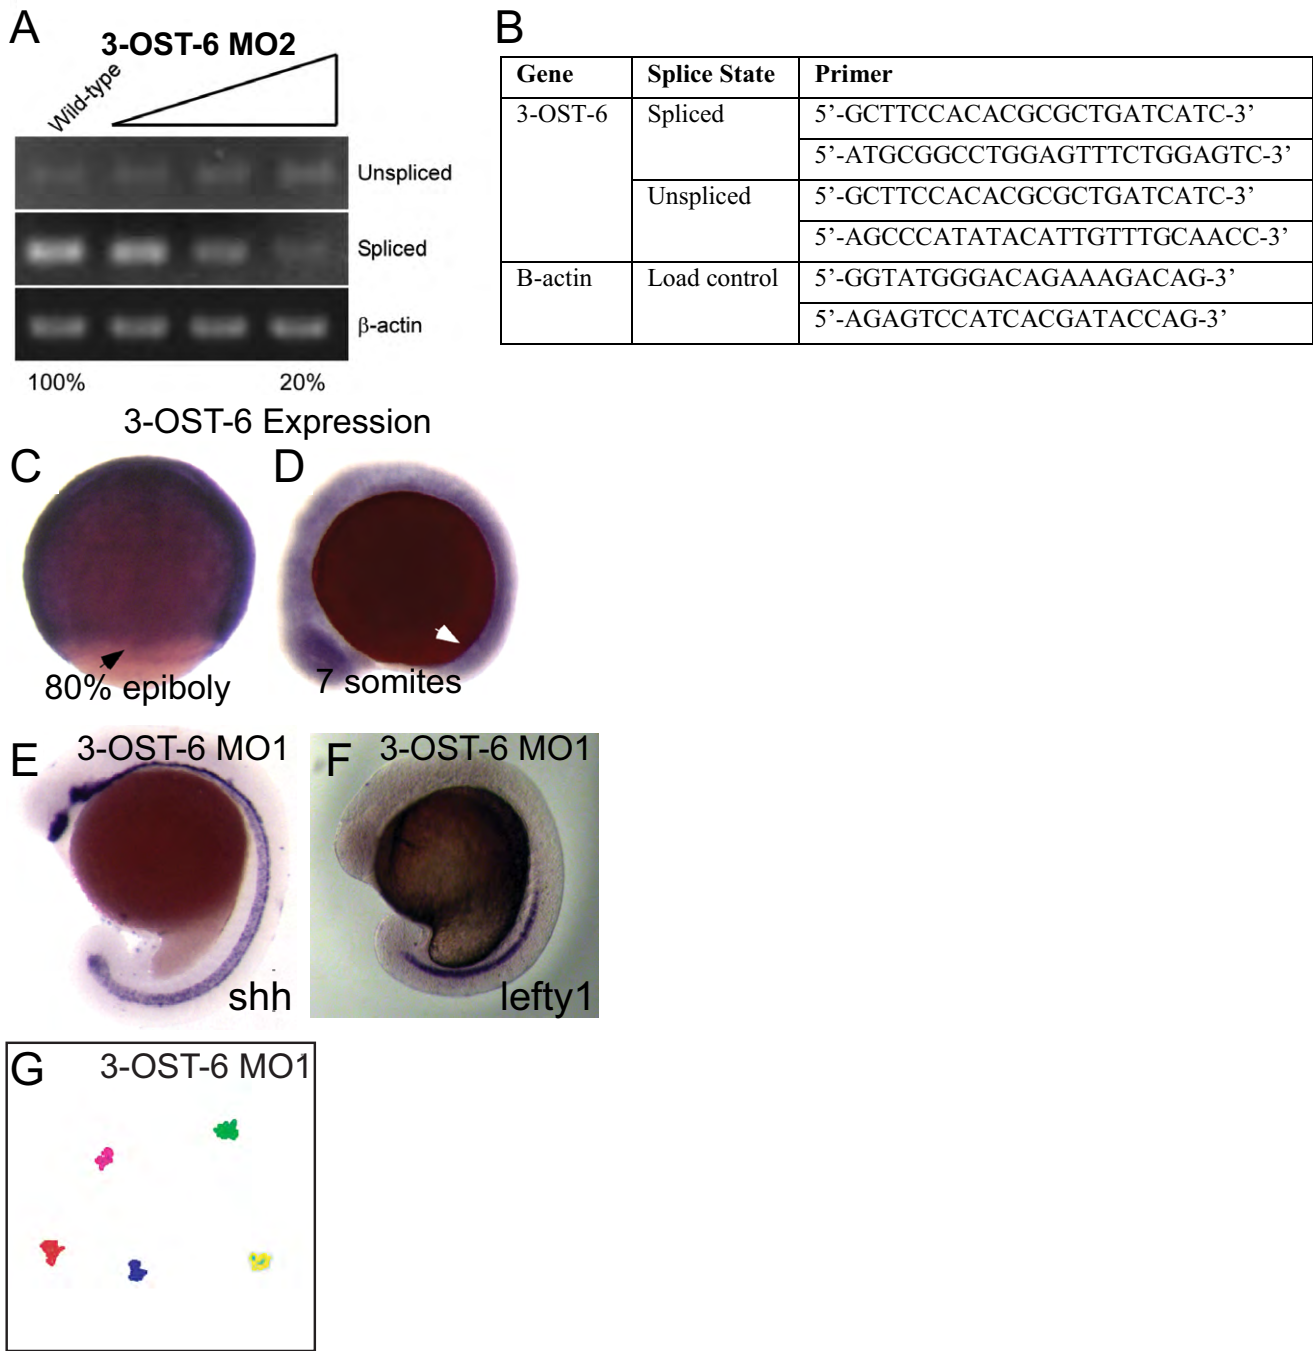 A
3-OST-6 MO2
Wild-type
Unspliced
Spliced
β-actin
100% 20%
B
Gene Splice State Primer
3-OST-6 Spliced 5’-GCTTCCACACGCGCTGATCATC-3’
5’-ATGCGGCCTGGAGTTTCTGGAGTC-3’
Unspliced 5’-GCTTCCACACGCGCTGATCATC-3’
5’-AGCCCATATACATTGTTTGCAACC-3’
B-actin Load control 5’-GGTATGGGACAGAAAGACAG-3’
5’-AGAGTCCATCACGATACCAG-3’
3-OST-6 Expression
C
80% epiboly
D
7 somites
E
3-OST-6 MO1
shh
F
3-OST-6 MO1
lefty1
G
3-OST-6 MO1